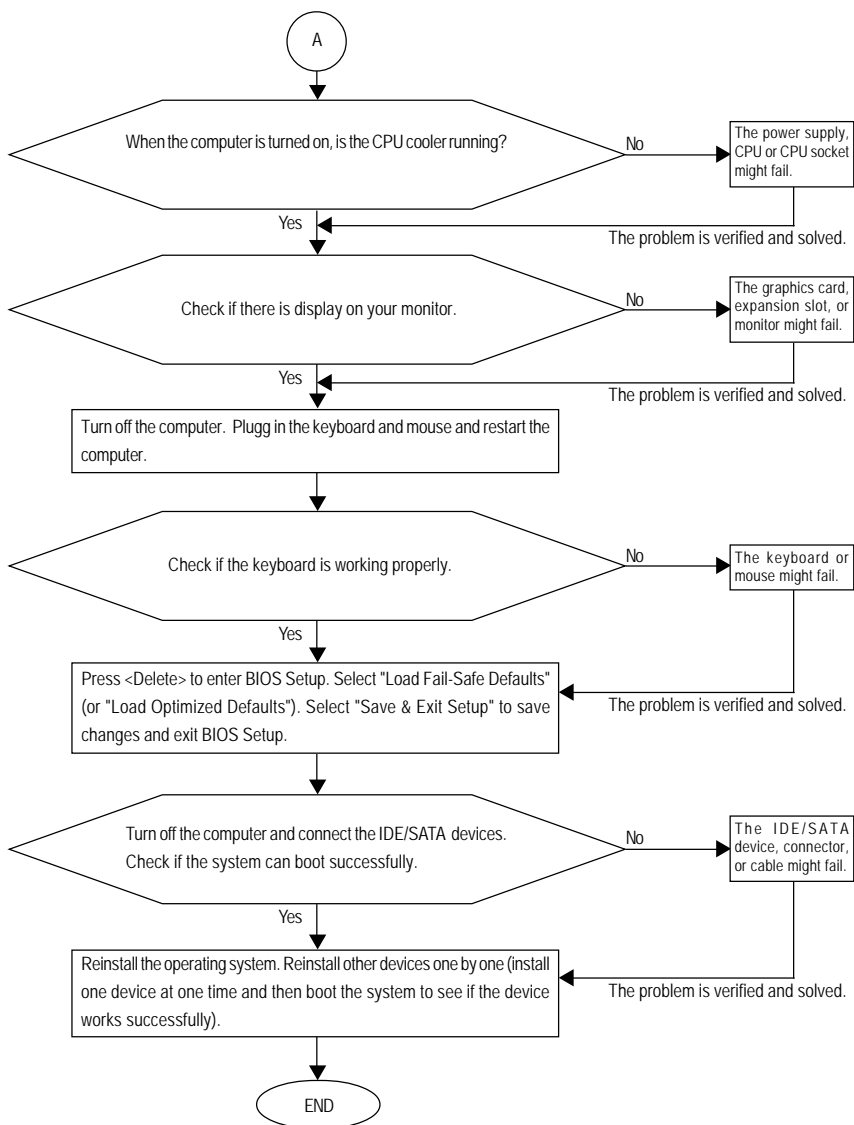 A
When the computer is turned on, is the CPU cooler running?
No
The power supply,
CPU or CPU socket
might fail.
Yes
The problem is verified and solved.
Check if there is display on your monitor.
No
The graphics card,
expansion slot, or
monitor might fail.
Yes
The problem is verified and solved.
Turn off the computer. Plugg in the keyboard and mouse and restart the
computer.
Check if the keyboard is working properly.
No
The keyboard or
mouse might fail.
Yes
Press <Delete> to enter BIOS Setup. Select "Load Fail-Safe Defaults"
(or "Load Optimized Defaults"). Select "Save & Exit Setup" to save
changes and exit BIOS Setup.
The problem is verified and solved.
Turn off the computer and connect the IDE/SATA devices.
Check if the system can boot successfully.
No
The IDE/SATA
device, connector,
or cable might fail.
Yes
Reinstall the operating system. Reinstall other devices one by one (install
one device at one time and then boot the system to see if the device
works successfully).
The problem is verified and solved.
END